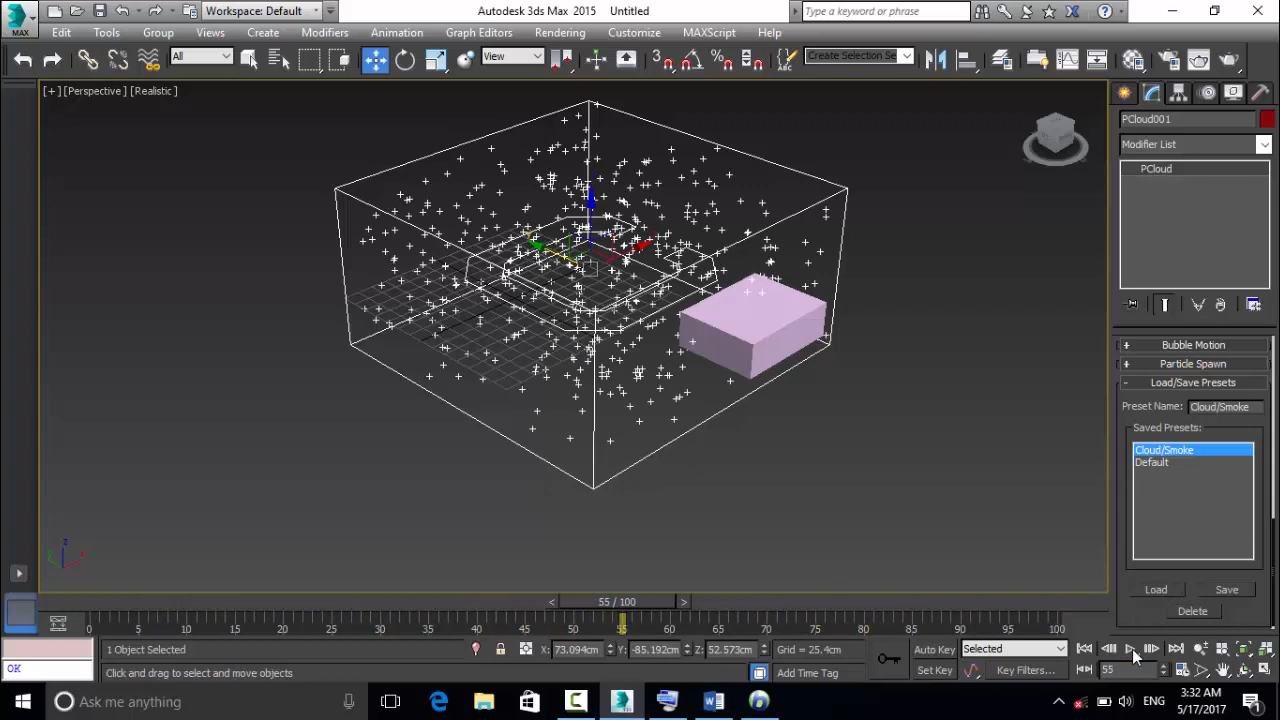 MAX
Workspace: Default
Autodesk 3ds Max 2015 Untitled
Type a keyword or phrase
Edit Tools Group Views Create Modifiers Animation Graph Editors Rendering Customize MAXScript Help
All
View
3
%
Create Selection Se
[+] [Perspective] [Realistic]
PCloud001
Modifier List
PCloud
+ Bubble Motion
+ Particle Spawn
- Load/Save Presets
Preset Name: Cloud/Smoke
Saved Presets:
Cloud/Smoke
Default
Load Save
Delete
z
< 55 / 100 >
0 5 10 15 20 25 30 35 40 45 50 55 60 65 70 75 80 85 90 95 100
1 Object Selected
X: 73.094cm Y: -85.192cm Z: 52.573cm Grid = 25.4cm
Auto Key Selected
OK
Click and drag to select and move objects
Add Time Tag
Set Key Key Filters...
55
Ask me anything
ENG
3:32 AM
5/17/2017